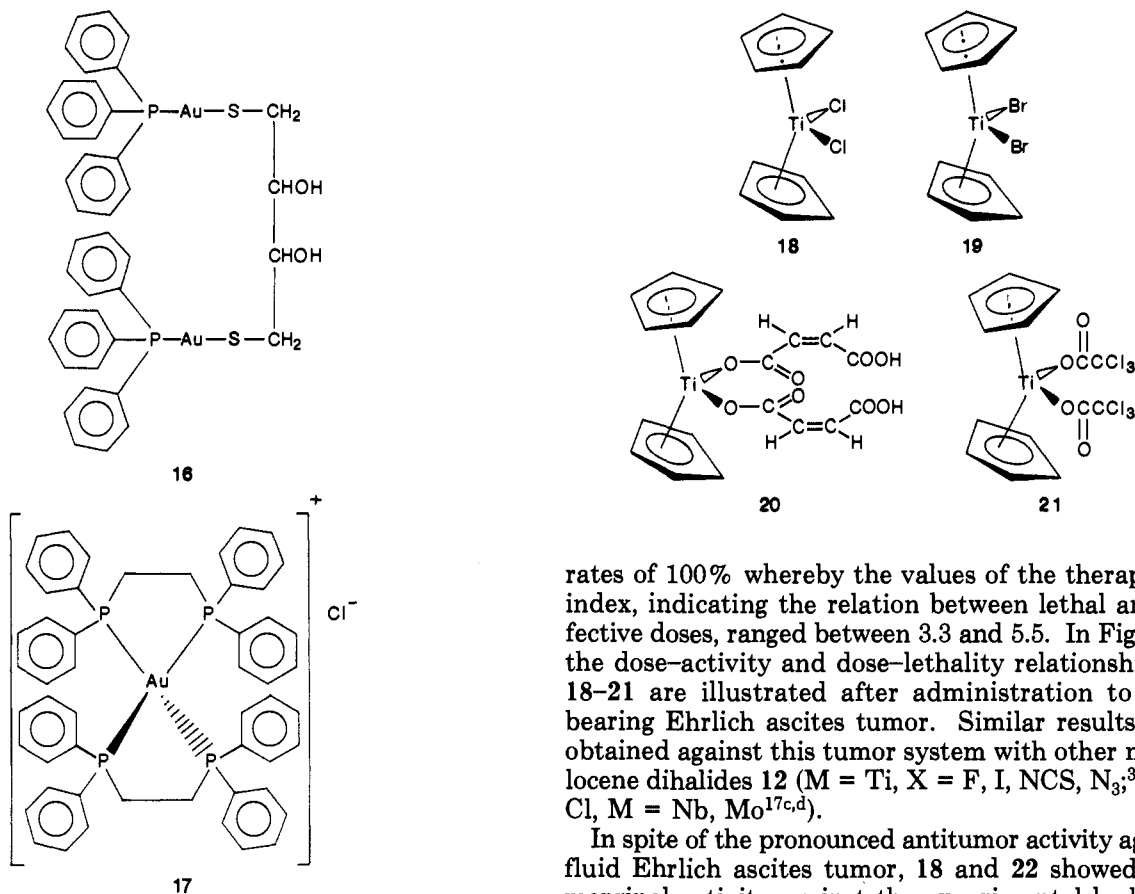 P—Au—S—CH₂
CHOH
CHOH
P—Au—S—CH₂
16
+
P P
Au
P P
Cl⁻
17
Ti Cl
Cl
18
Ti Br
Br
19
H H
C=C
O—C COOH
Ti O
O
O—C COOH
C=C
H H
20
O
OCCCl₃
Ti
OCCCl₃
O
21
rates of 100% whereby the values of the therap
index, indicating the relation between lethal an
fective doses, ranged between 3.3 and 5.5. In Fig
the dose–activity and dose–lethality relationsh
18–21 are illustrated after administration to
bearing Ehrlich ascites tumor. Similar results
obtained against this tumor system with other m
locene dihalides 12 (M = Ti, X = F, I, NCS, N₃;³
Cl, M = Nb, Mo¹⁷ᶜ,ᵈ).
In spite of the pronounced antitumor activity ag
fluid Ehrlich ascites tumor, 18 and 22 showed